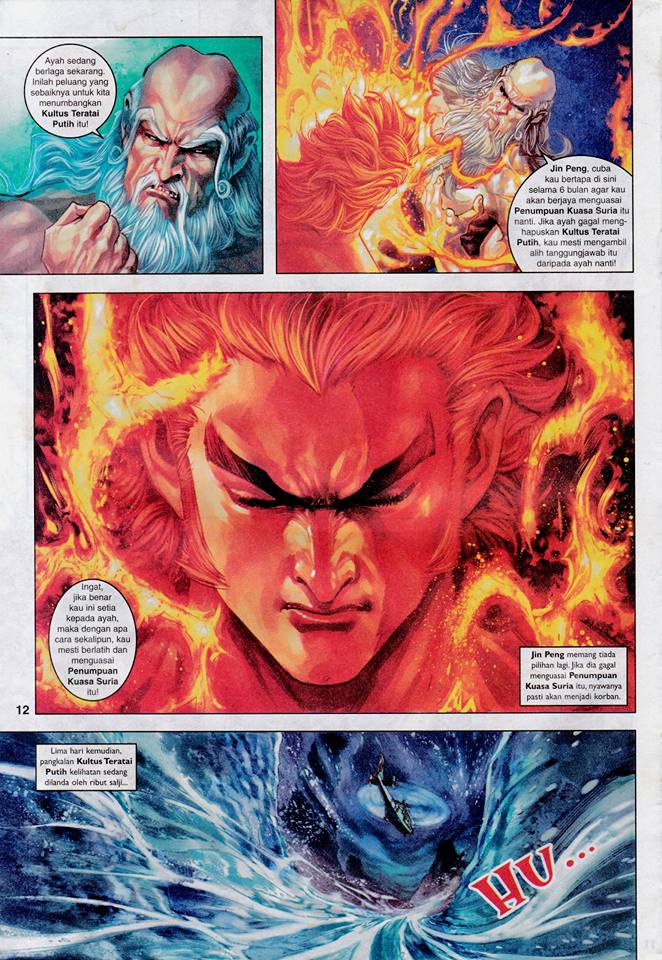 Ayah sedang
berlaga sekarang.
Inilah peluang yang
sebaiknya untuk kita
menumbangkan
Kultus Teratai
Putih itu!
Jin Peng, cuba
kau bertapa di sini
selama 6 bulan agar kau
akan berjaya menguasai
Penumpuan Kuasa Suria itu
nanti. Jika ayah gagal meng-
hapuskan Kultus Teratai
Putih, kau mesti mengambil
alih tanggungjawab itu
daripada ayah nanti!
Ingat,
jika benar
kau ini setia
kepada ayah,
maka dengan apa
cara sekalipun, kau
mesti berlatih dan
menguasai
Penumpuan
Kuasa Suria
itu!
Jin Peng memang tiada
pilihan lagi. Jika dia gagal
menguasai Penumpuan
Kuasa Suria itu, nyawanya
pasti akan menjadi korban.
12
Lima hari kemudian,
pangkalan Kultus Teratai
Putih kelihatan sedang
dilanda oleh ribut salji...
HU...